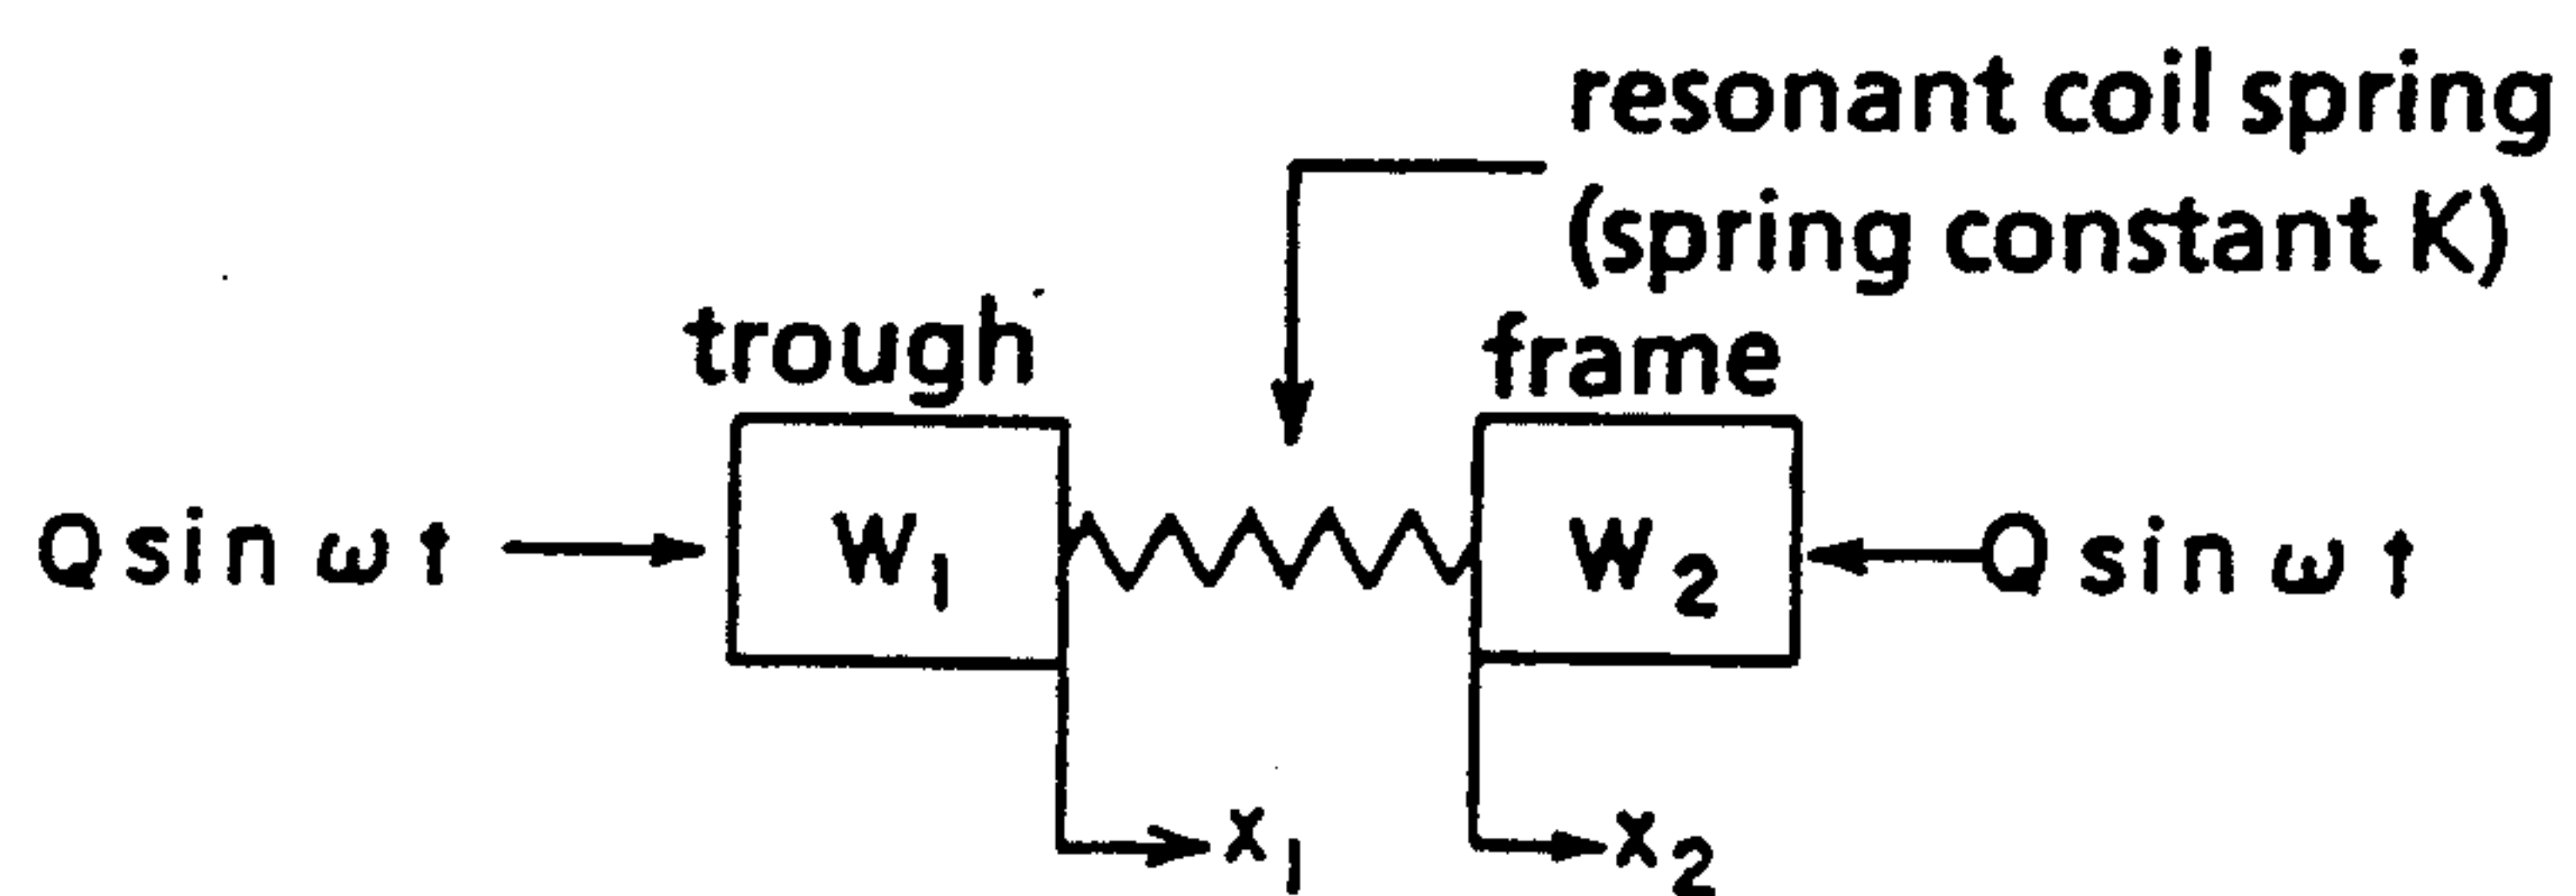 resonant coil spring
(spring constant K)
trough
frame
Q sin ω t
W₁
W₂
Q sin ω t
x₁
x₂